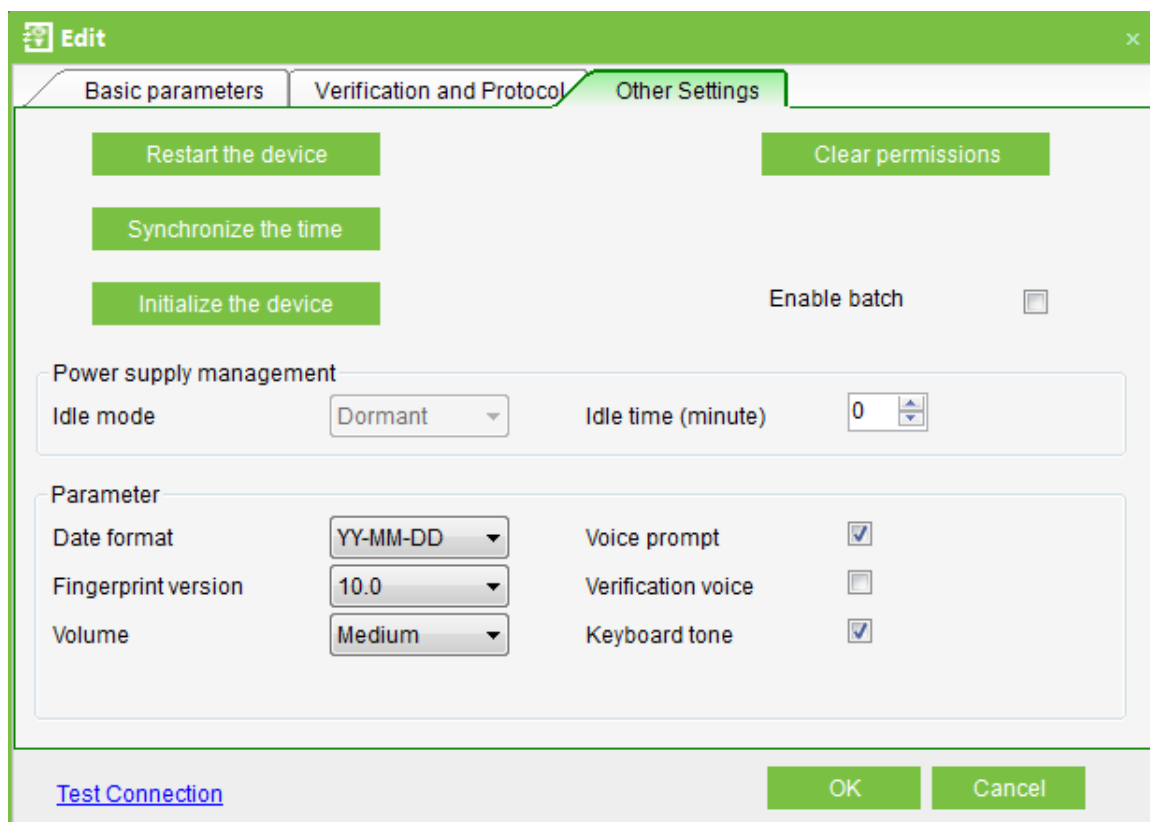 Edit
Basic parameters Verification and Protocol Other Settings
Restart the device Clear permissions
Synchronize the time
Initialize the device Enable batch
Power supply management
Idle mode Dormant Idle time (minute) 0
Parameter
Date format YY-MM-DD Voice prompt
Fingerprint version 10.0 Verification voice
Volume Medium Keyboard tone
Test Connection OK Cancel